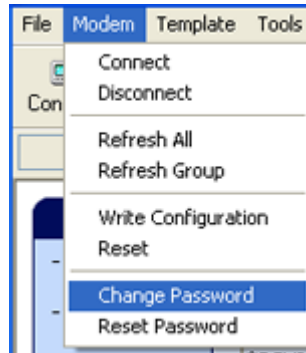 File Modem Template Tools
Connect
Con
Disconnect
Refresh All
Refresh Group
Write Configuration
Reset
Change Password
Reset Password